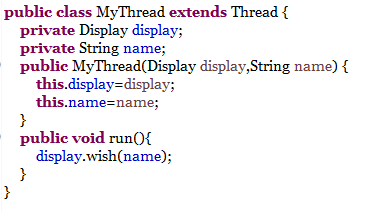 public class MyThread extends Thread {
private Display display;
private String name;
public MyThread(Display display,String name) {
this.display=display;
this.name=name;
}
public void run(){
display.wish(name);
}
}